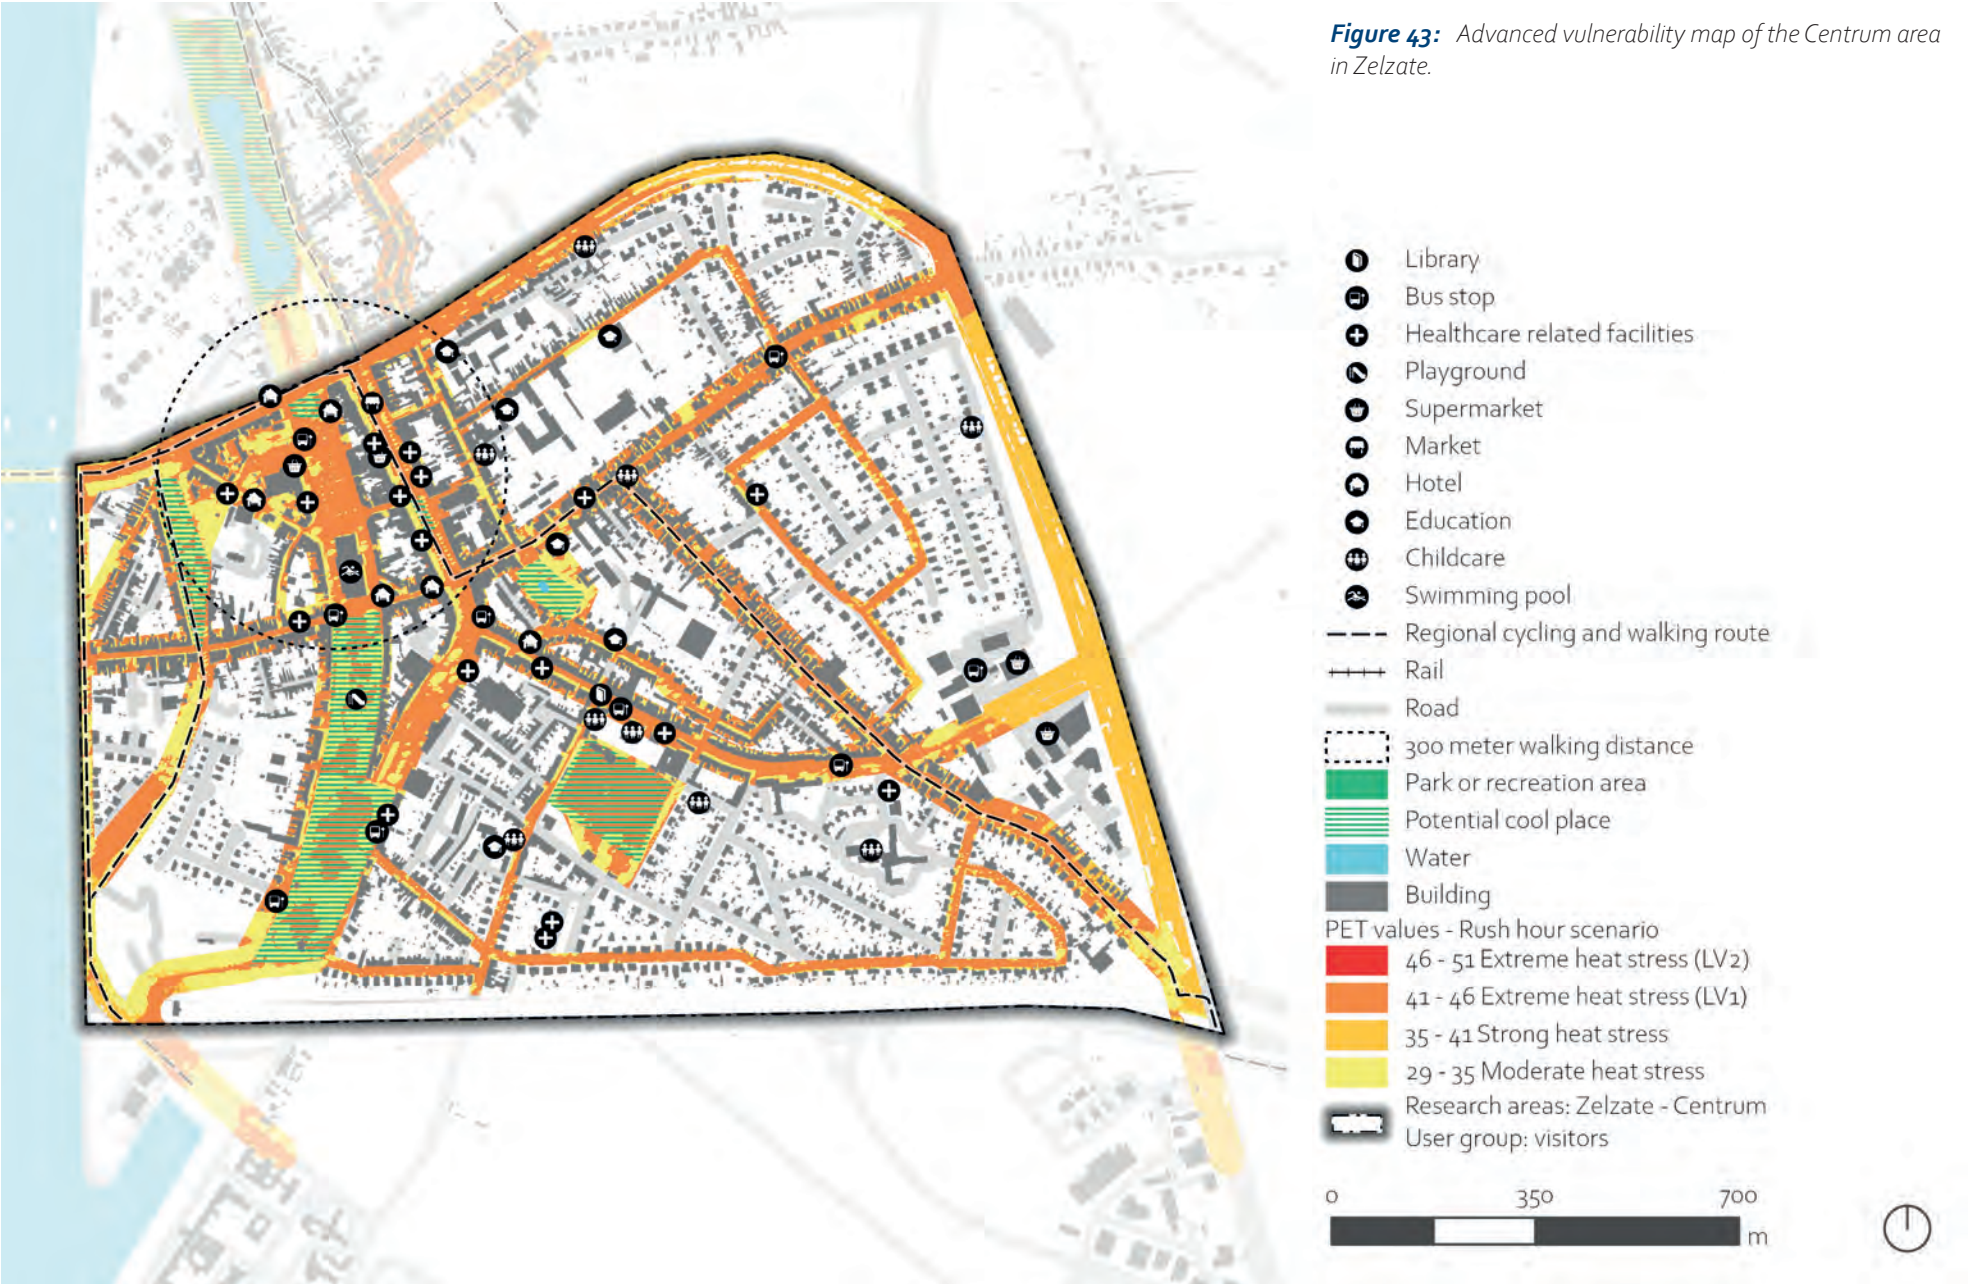 Figure 43: Advanced vulnerability map of the Centrum area
in Zelzate.
Library
Bus stop
Healthcare related facilities
Playground
Supermarket
Market
Hotel
Education
Childcare
Swimming pool
Regional cycling and walking route
Rail
Road
300 meter walking distance
Park or recreation area
Potential cool place
Water
Building
PET values - Rush hour scenario
46 - 51 Extreme heat stress (LV2)
41 - 46 Extreme heat stress (LV1)
35 - 41 Strong heat stress
29 - 35 Moderate heat stress
Research areas: Zelzate - Centrum
User group: visitors
0 350 700
m